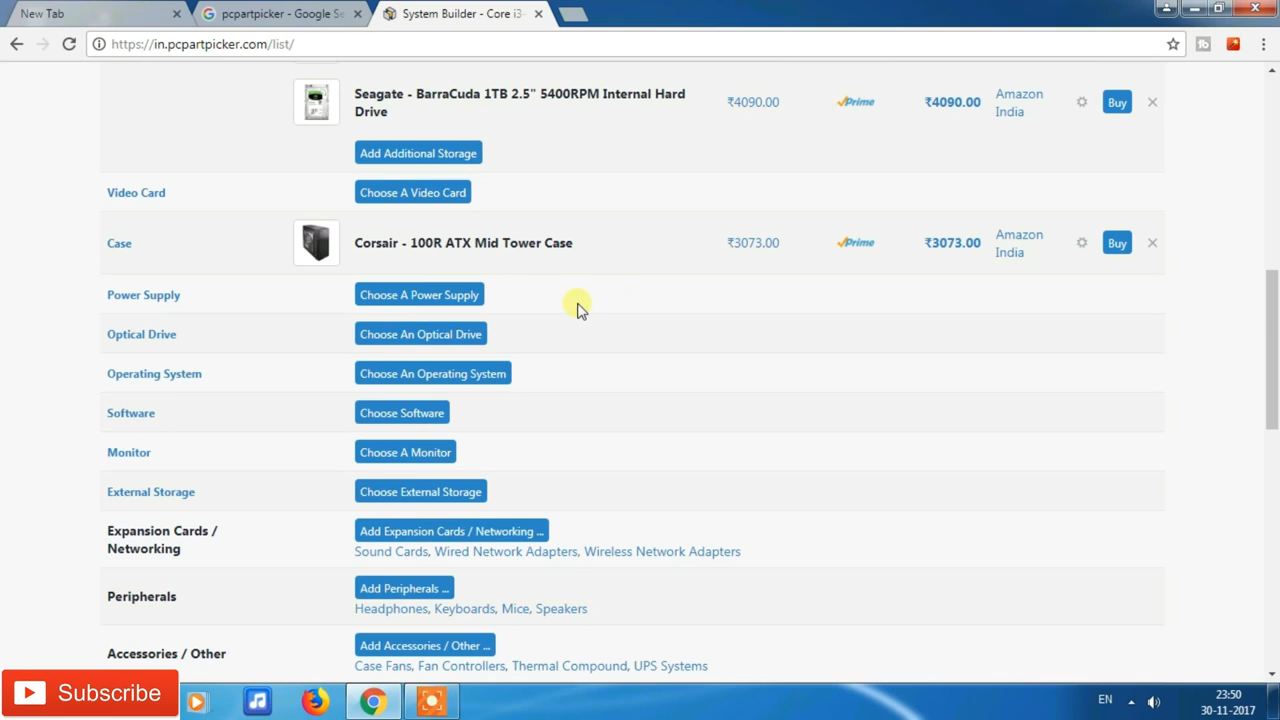 New Tab
pcpartpicker - Google Se
System Builder - Core i3-
https://in.pcpartpicker.com/list/
Seagate - BarraCuda 1TB 2.5" 5400RPM Internal Hard
Drive
₹4090.00
Prime
₹4090.00
Amazon
India
Buy
Add Additional Storage
Video Card
Choose A Video Card
Case
Corsair - 100R ATX Mid Tower Case
₹3073.00
Prime
₹3073.00
Amazon
India
Buy
Power Supply
Choose A Power Supply
Optical Drive
Choose An Optical Drive
Operating System
Choose An Operating System
Software
Choose Software
Monitor
Choose A Monitor
External Storage
Choose External Storage
Expansion Cards /
Networking
Add Expansion Cards / Networking ...
Sound Cards, Wired Network Adapters, Wireless Network Adapters
Peripherals
Add Peripherals ...
Headphones, Keyboards, Mice, Speakers
Accessories / Other
Add Accessories / Other ...
Case Fans, Fan Controllers, Thermal Compound, UPS Systems
Subscribe
EN
23:50
30-11-2017